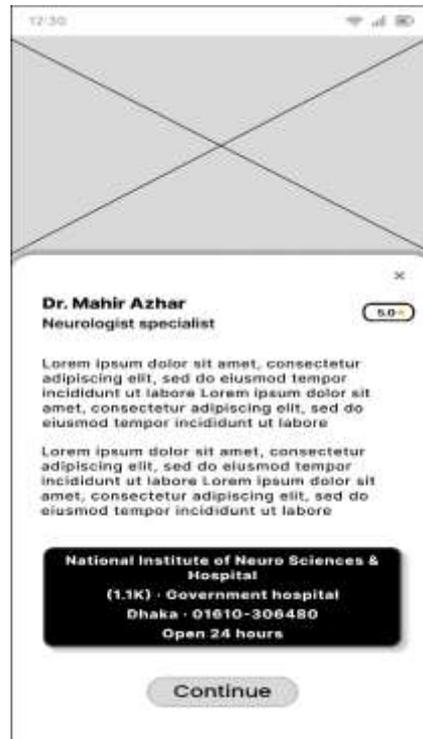 12:30
Dr. Mahir Azhar
5.0
Neurologist specialist
Lorem ipsum dolor sit amet, consectetur
adipiscing elit, sed do eiusmod tempor
incididunt ut labore Lorem ipsum dolor sit
amet, consectetur adipiscing elit, sed do
eiusmod tempor incididunt ut labore
Lorem ipsum dolor sit amet, consectetur
adipiscing elit, sed do eiusmod tempor
incididunt ut labore Lorem ipsum dolor sit
amet, consectetur adipiscing elit, sed do
eiusmod tempor incididunt ut labore
National Institute of Neuro Sciences &
Hospital
(1.1K) · Government hospital
Dhaka · 01610-306480
Open 24 hours
Continue